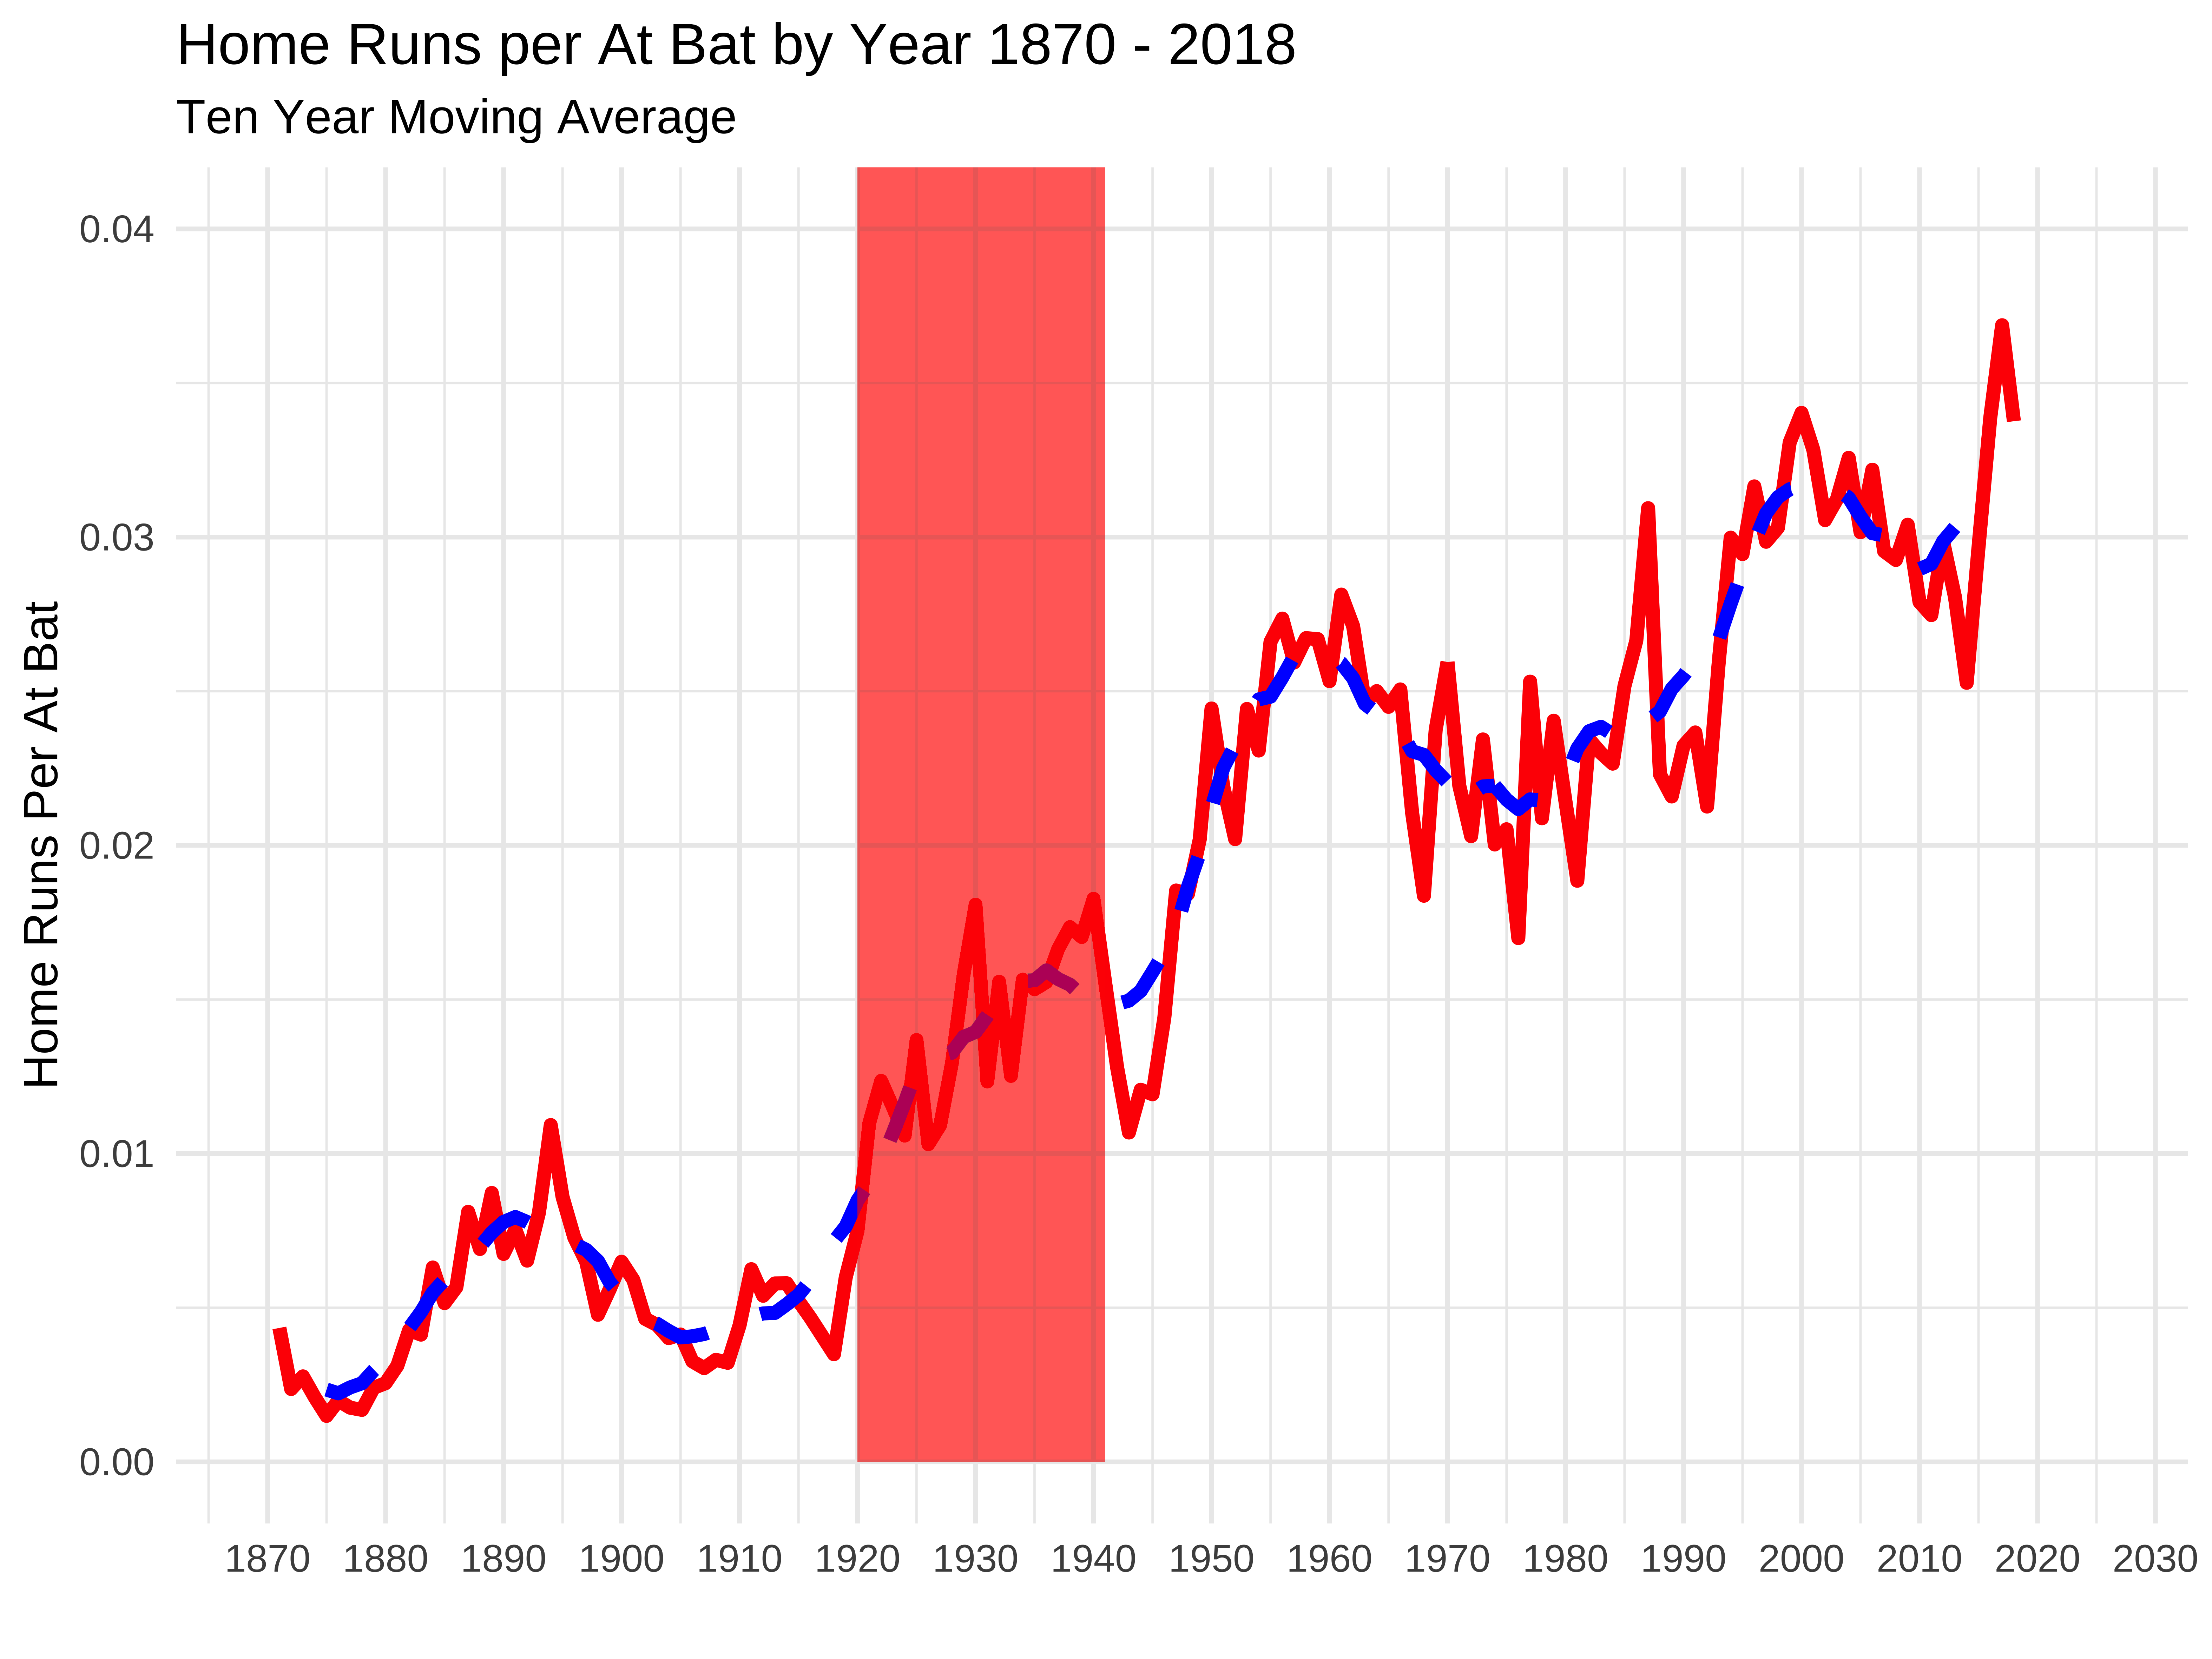 Home Runs per At Bat by Year 1870 - 2018
Ten Year Moving Average
Home Runs Per At Bat
0.04
0.03
0.02
0.01
0.00
1870 1880 1890 1900 1910 1920 1930 1940 1950 1960 1970 1980 1990 2000 2010 2020 2030